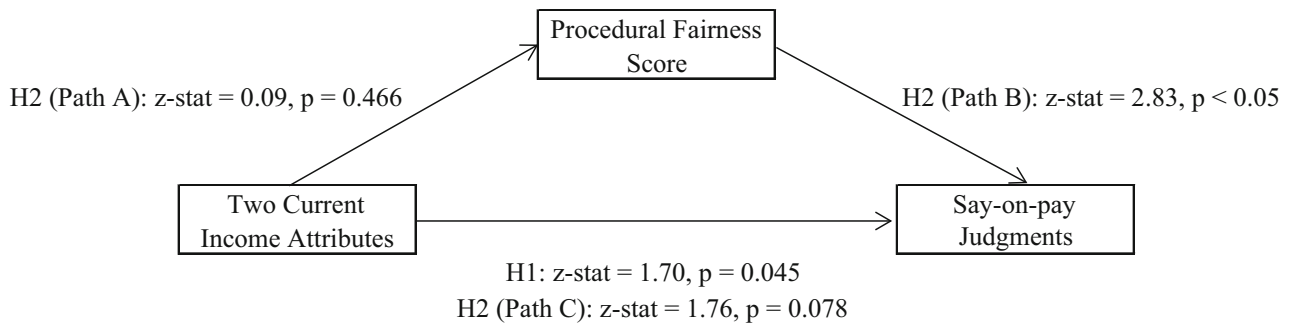 Procedural Fairness
Score
H2 (Path A): z-stat = 0.09, p = 0.466
H2 (Path B): z-stat = 2.83, p < 0.05
Two Current
Income Attributes
Say-on-pay
Judgments
H1: z-stat = 1.70, p = 0.045
H2 (Path C): z-stat = 1.76, p = 0.078